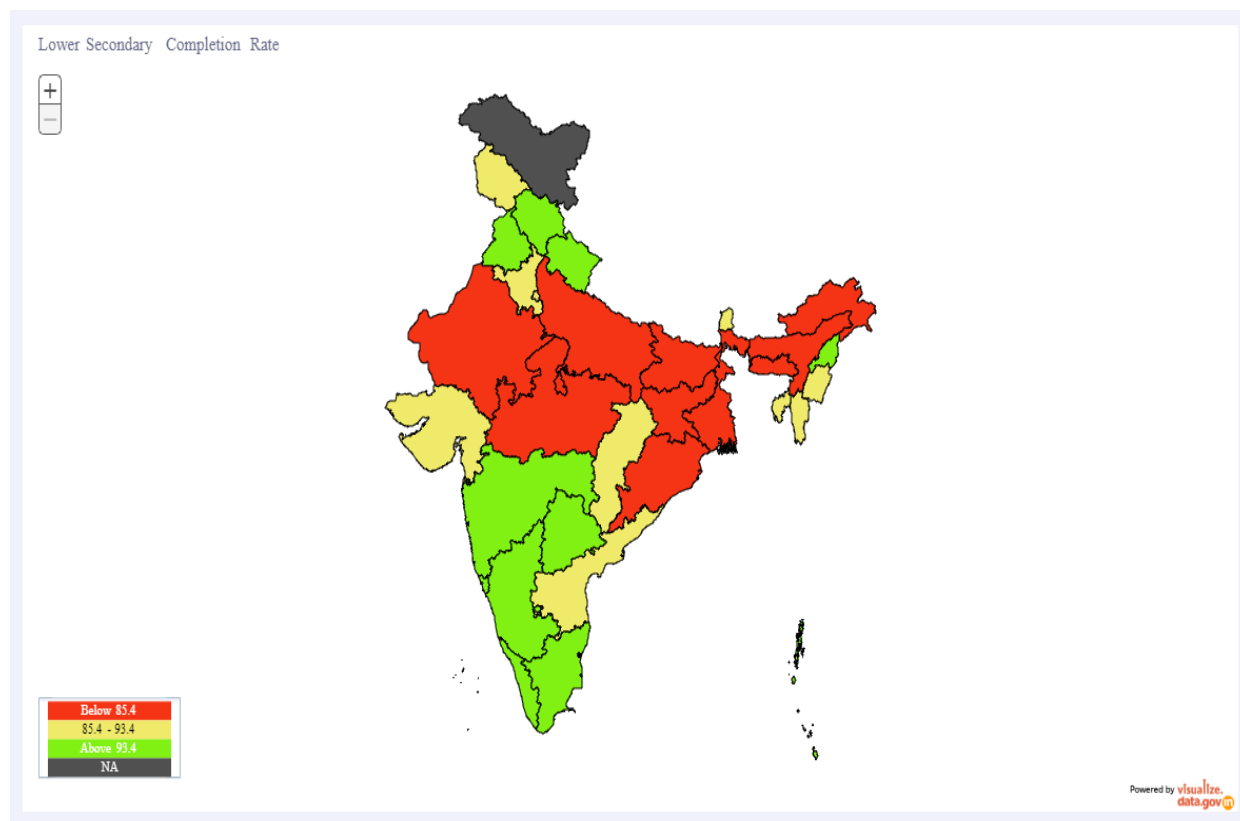 Lower Secondary Completion Rate
+
−
Below 85.4
85.4 - 93.4
Above 93.4
NA
Powered by visualize.
data.gov in